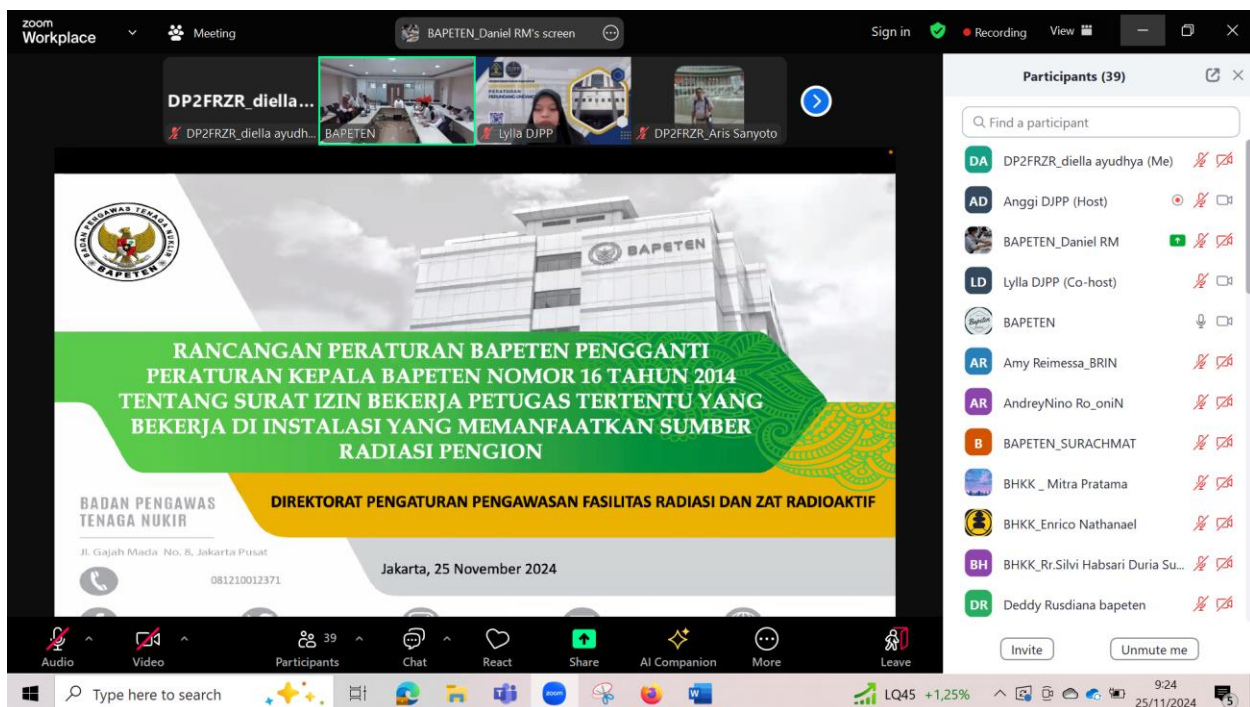 zoom
Workplace
Meeting
BAPETEN_Daniel RM's screen
Sign in
Recording
View
DP2FRZR_diella...
DP2FRZR_diella ayudh...
BAPETEN
Lylla DJPP
DP2FRZR_Aris Sanyoto
BADAN PENGAWAS TENAGA NUKLIR
BAPETEN
BAPETEN
RANCANGAN PERATURAN BAPETEN PENGGANTI
PERATURAN KEPALA BAPETEN NOMOR 16 TAHUN 2014
TENTANG SURAT IZIN BEKERJA PETUGAS TERTENTU YANG
BEKERJA DI INSTALASI YANG MEMANFAATKAN SUMBER
RADIASI PENGION
DIREKTORAT PENGATURAN PENGAWASAN FASILITAS RADIASI DAN ZAT RADIOAKTIF
BADAN PENGAWAS
TENAGA NUKIR
Jl. Gajah Mada No. 8, Jakarta Pusat
081210012371
Jakarta, 25 November 2024
Participants (39)
Find a participant
DA DP2FRZR_diella ayudhya (Me)
AD Anggi DJPP (Host)
BAPETEN_Daniel RM
LD Lylla DJPP (Co-host)
BAPETEN
AR Amy Reimessa_BRIN
AR AndreyNino Ro_oniN
B BAPETEN_SURACHMAT
BHKK _ Mitra Pratama
BHKK_Enrico Nathanael
BH BHKK_Rr.Silvi Habsari Duria Su...
DR Deddy Rusdiana bapeten
Invite
Unmute me
Audio
Video
39
Participants
Chat
React
Share
AI Companion
More
Leave
Type here to search
LQ45 +1,25%
9:24
25/11/2024
5